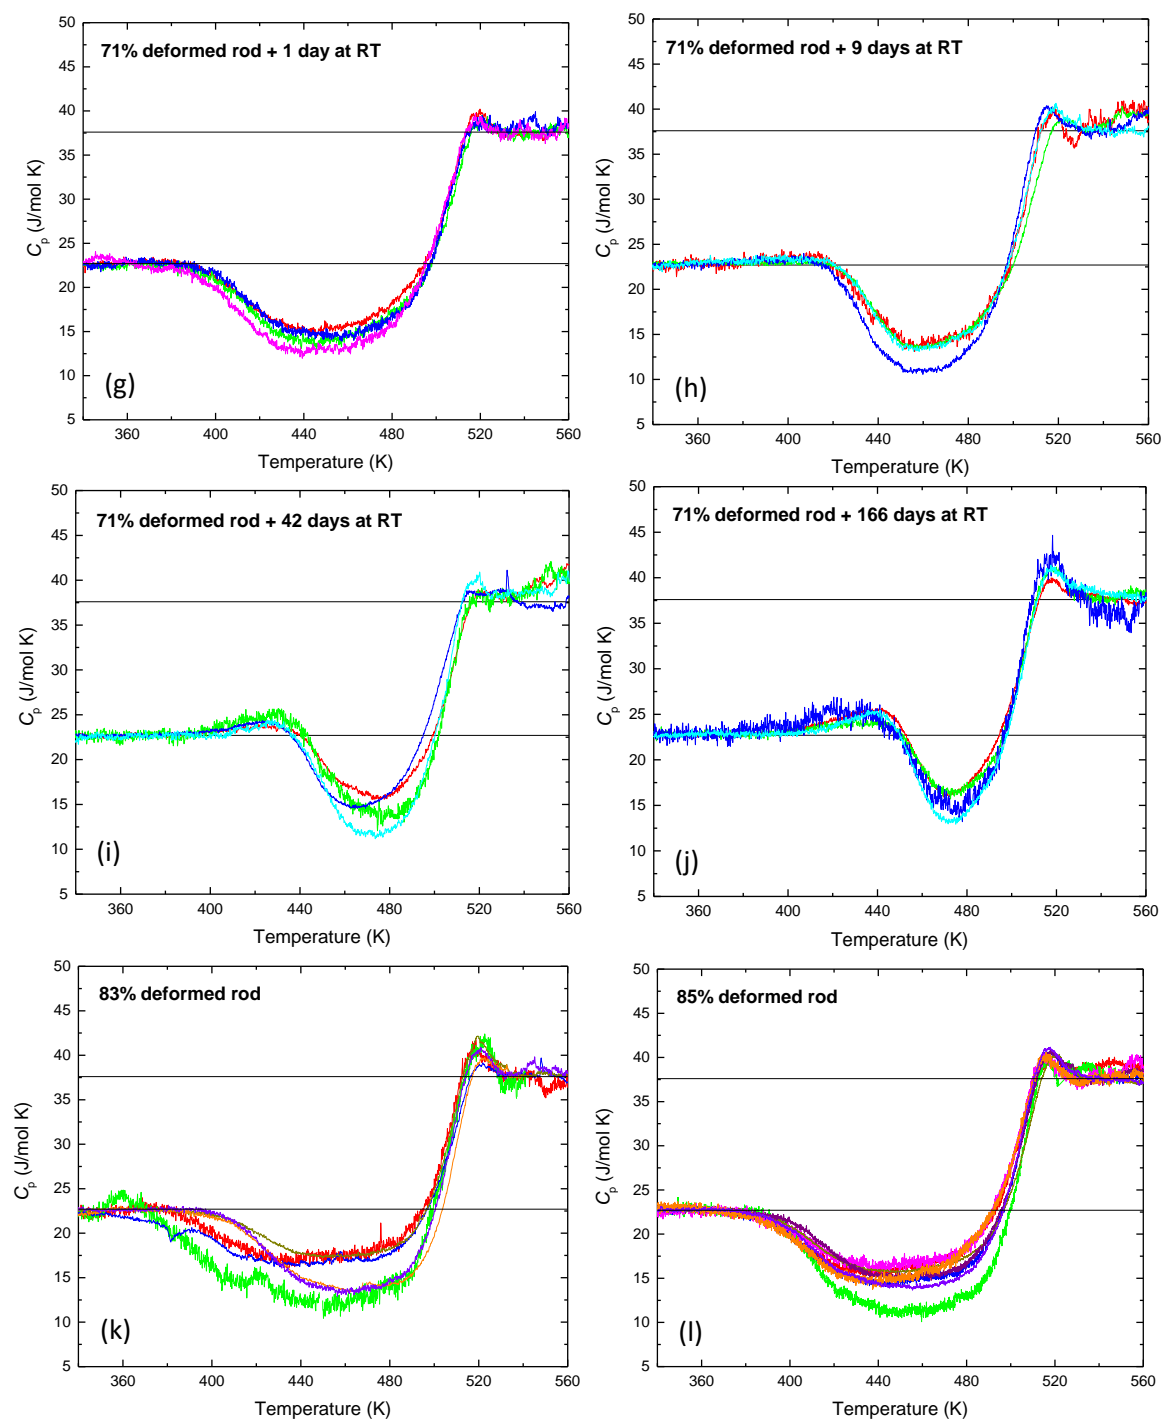 71% deformed rod + 1 day at RT
50
45
40
35
30
25
20
15
10
5
Cp (J/mol K)
(g)
360 400 440 480 520 560
Temperature (K)
71% deformed rod + 9 days at RT
50
45
40
35
30
25
20
15
10
5
Cp (J/mol K)
(h)
360 400 440 480 520 560
Temperature (K)
71% deformed rod + 42 days at RT
50
45
40
35
30
25
20
15
10
5
Cp (J/mol K)
(i)
360 400 440 480 520 560
Temperature (K)
71% deformed rod + 166 days at RT
50
45
40
35
30
25
20
15
10
5
Cp (J/mol K)
(j)
360 400 440 480 520 560
Temperature (K)
83% deformed rod
50
45
40
35
30
25
20
15
10
5
Cp (J/mol K)
(k)
360 400 440 480 520 560
Temperature (K)
85% deformed rod
50
45
40
35
30
25
20
15
10
5
Cp (J/mol K)
(l)
360 400 440 480 520 560
Temperature (K)